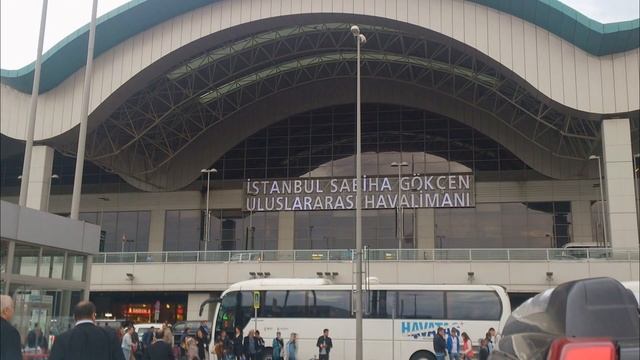 İSTANBUL SABİHA GÖKÇEN
ULUSLARARASI HAVALİMANI
HAVATAŞ